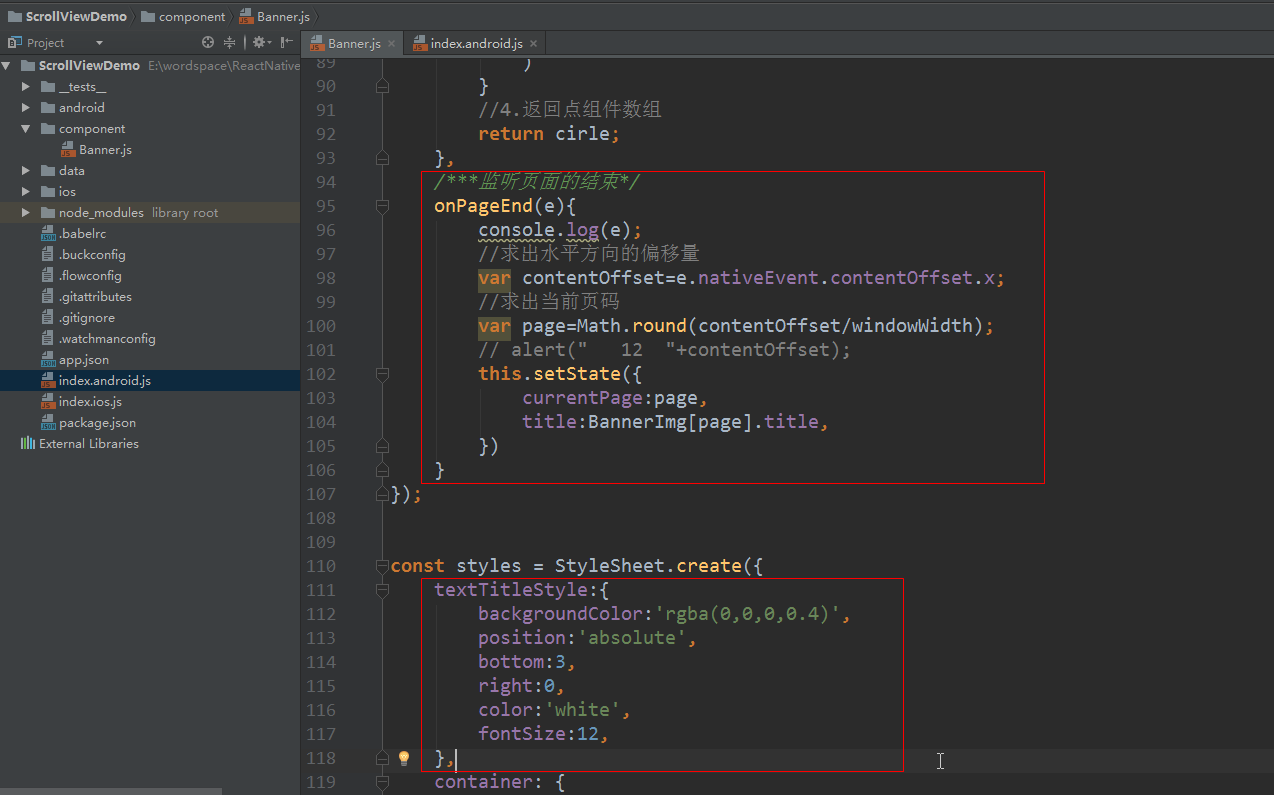 ScrollViewDemo component Banner.js
Project
Banner.js index.android.js
ScrollViewDemo E:\wordspace\ReactNative
__tests__
android
component
Banner.js
data
ios
node_modules library root
.babelrc
.buckconfig
.flowconfig
.gitattributes
.gitignore
.watchmanconfig
app.json
index.android.js
index.ios.js
package.json
External Libraries
89 )
90 }
91 //4.返回点组件数组
92 return cirle;
93 },
94 /***监听页面的结束*/
95 onPageEnd(e){
96 console.log(e);
97 //求出水平方向的偏移量
98 var contentOffset=e.nativeEvent.contentOffset.x;
99 //求出当前页码
100 var page=Math.round(contentOffset/windowWidth);
101 // alert("   12  "+contentOffset);
102 this.setState({
103 currentPage:page,
104 title:BannerImg[page].title,
105 })
106 }
107 });
108
109
110 const styles = StyleSheet.create({
111 textTitleStyle:{
112 backgroundColor:'rgba(0,0,0,0.4)',
113 position:'absolute',
114 bottom:3,
115 right:0,
116 color:'white',
117 fontSize:12,
118 },
119 container: {